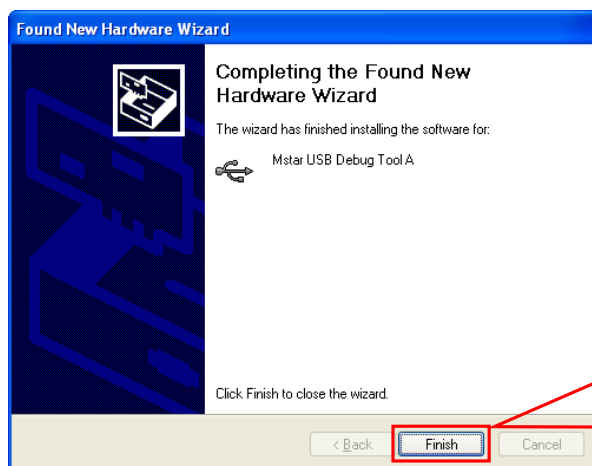 Found New Hardware Wizard
Completing the Found New
Hardware Wizard
The wizard has finished installing the software for:
Mstar USB Debug Tool A
Click Finish to close the wizard.
< Back
Finish
Cancel